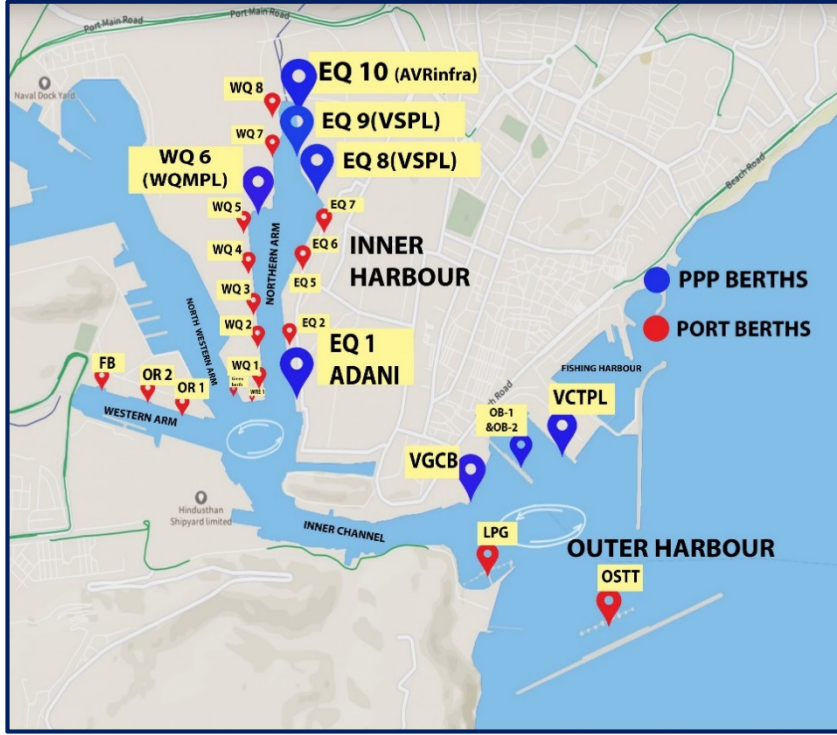 Port Main Road
Port Main Road
Naval Dock Yard
EQ 10 (AVRinfra)
WQ 8
EQ 9(VSPL)
WQ 7
WQ 6
(WQMPL)
EQ 8(VSPL)
Beach Road
WQ 5
EQ 7
WQ 4
EQ 6
INNER
HARBOUR
NORTHERN ARM
EQ 5
PPP BERTHS
WQ 3
NORTH WESTERN ARM
WQ 2
EQ 2
PORT BERTHS
EQ 1
ADANI
FB
OR 2
OR 1
WQ 1
WRE 1
WESTERN ARM
FISHING HARBOUR
Beach Road
VCTPL
OB-1
&OB-2
VGCB
Hindusthan
Shipyard limited
INNER CHANNEL
LPG
OUTER HARBOUR
OSTT